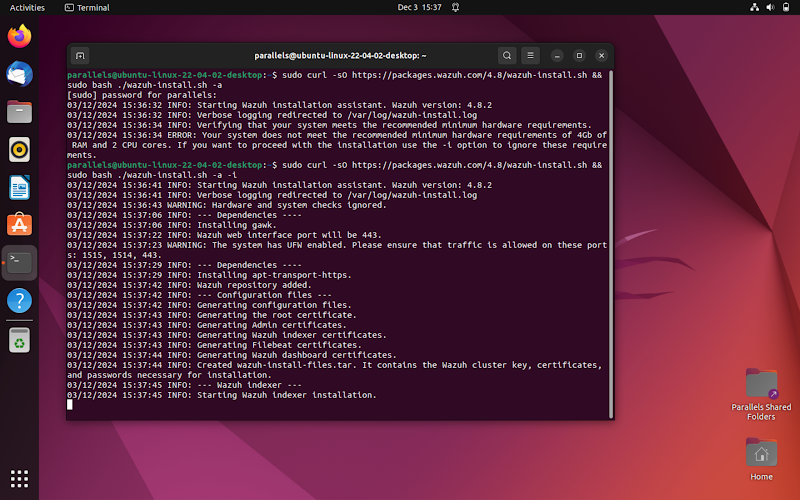 Activities
Terminal
Dec 3 15:37
parallels@ubuntu-linux-22-04-02-desktop: ~
parallels@ubuntu-linux-22-04-02-desktop:~$ sudo curl -sO https://packages.wazuh.com/4.8/wazuh-install.sh &&
sudo bash ./wazuh-install.sh -a
[sudo] password for parallels:
03/12/2024 15:36:32 INFO: Starting Wazuh installation assistant. Wazuh version: 4.8.2
03/12/2024 15:36:32 INFO: Verbose logging redirected to /var/log/wazuh-install.log
03/12/2024 15:36:34 INFO: Verifying that your system meets the recommended minimum hardware requirements.
03/12/2024 15:36:34 ERROR: Your system does not meet the recommended minimum hardware requirements of 4Gb of
RAM and 2 CPU cores. If you want to proceed with the installation use the -i option to ignore these require
ments.
parallels@ubuntu-linux-22-04-02-desktop:~$ sudo curl -sO https://packages.wazuh.com/4.8/wazuh-install.sh &&
sudo bash ./wazuh-install.sh -a -i
03/12/2024 15:36:41 INFO: Starting Wazuh installation assistant. Wazuh version: 4.8.2
03/12/2024 15:36:41 INFO: Verbose logging redirected to /var/log/wazuh-install.log
03/12/2024 15:36:43 WARNING: Hardware and system checks ignored.
03/12/2024 15:37:06 INFO: --- Dependencies ----
03/12/2024 15:37:06 INFO: Installing gawk.
03/12/2024 15:37:22 INFO: Wazuh web interface port will be 443.
03/12/2024 15:37:23 WARNING: The system has UFW enabled. Please ensure that traffic is allowed on these port
s: 1515, 1514, 443.
03/12/2024 15:37:29 INFO: --- Dependencies ----
03/12/2024 15:37:29 INFO: Installing apt-transport-https.
03/12/2024 15:37:42 INFO: Wazuh repository added.
03/12/2024 15:37:42 INFO: --- Configuration files ---
03/12/2024 15:37:42 INFO: Generating configuration files.
03/12/2024 15:37:43 INFO: Generating the root certificate.
03/12/2024 15:37:43 INFO: Generating Admin certificates.
03/12/2024 15:37:43 INFO: Generating Wazuh indexer certificates.
03/12/2024 15:37:43 INFO: Generating Filebeat certificates.
03/12/2024 15:37:44 INFO: Generating Wazuh dashboard certificates.
03/12/2024 15:37:44 INFO: Created wazuh-install-files.tar. It contains the Wazuh cluster key, certificates,
and passwords necessary for installation.
03/12/2024 15:37:45 INFO: --- Wazuh indexer ---
03/12/2024 15:37:45 INFO: Starting Wazuh indexer installation.
Parallels Shared
Folders
Home